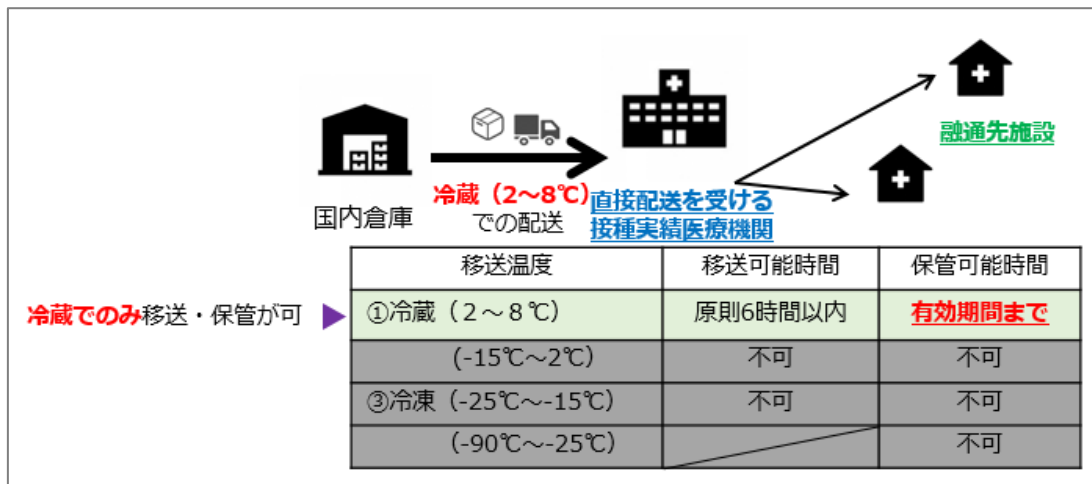 融通先施設
国内倉庫
冷蔵（2～8℃）
での配送
直接配送を受ける
接種実績医療機関
移送温度 移送可能時間 保管可能時間
冷蔵でのみ移送・保管が可
①冷蔵（２～８℃） 原則6時間以内 有効期間まで
(-15℃～2℃) 不可 不可
③冷凍（-25℃～-15℃） 不可 不可
(-90℃～-25℃) 不可